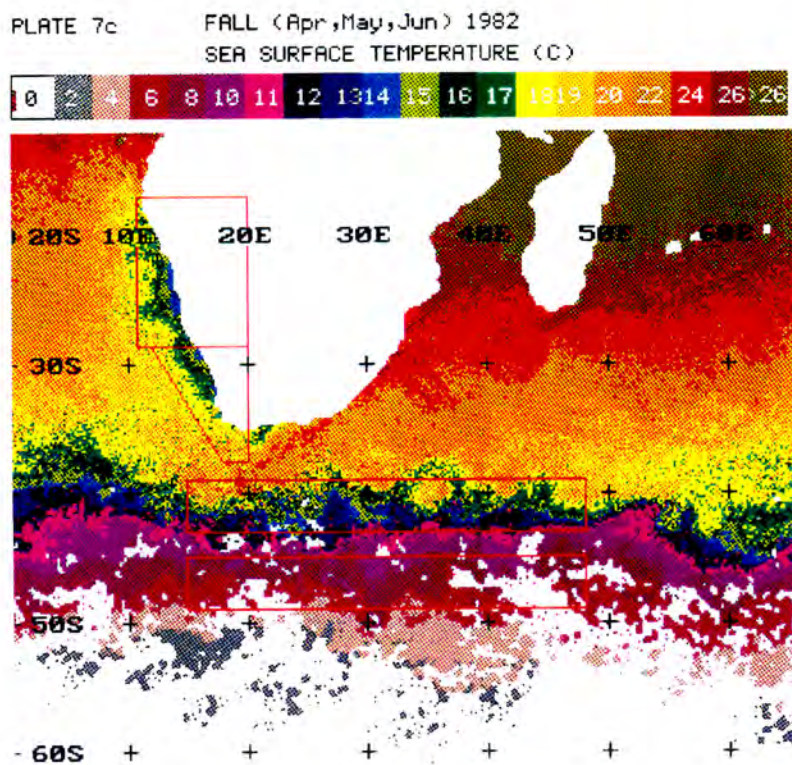 PLATE 7c
FALL (Apr,May,Jun) 1982
SEA SURFACE TEMPERATURE (C)
0 2 4 6 8 10 11 12 13 14 15 16 17 18 19 20 22 24 26 >26
20S 10E 20E 30E 40E 50E 60E
30S
50S
60S